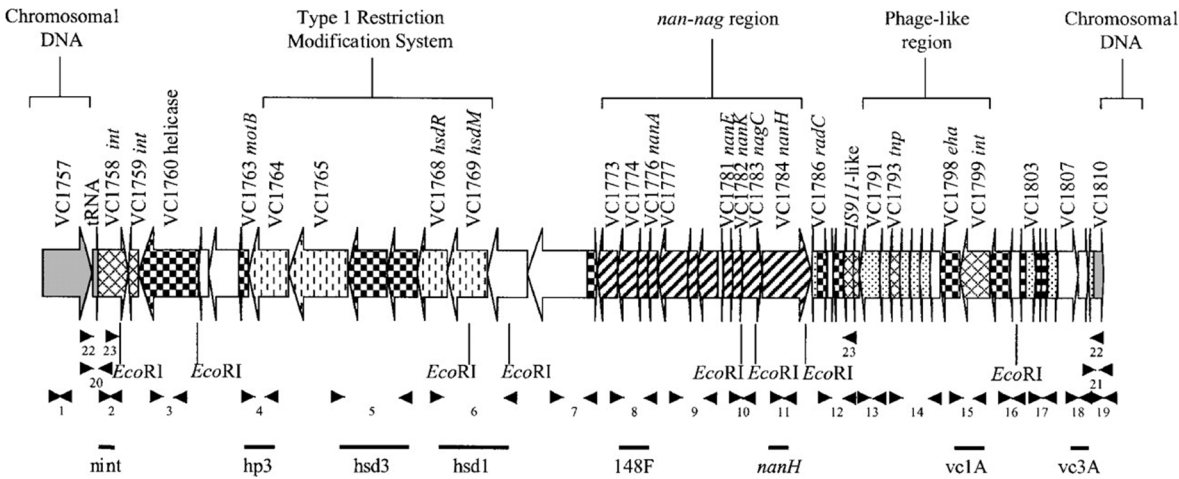 Chromosomal
DNA
Type 1 Restriction
Modification System
nan-nag region
Phage-like
region
Chromosomal
DNA
VC1757
tRNA
VC1758 int
VC1759 int
VC1760 helicase
VC1763 motB
VC1764
VC1765
VC1768 hsdR
VC1769 hsdM
VC1773
VC1774
VC1776 nanA
VC1777
VC1781 nanE
VC1782 nanK
VC1783 nagC
VC1784 nanH
VC1786 radC
IS911-like
VC1791
VC1793 tnp
VC1798 eha
VC1799 int
VC1803
VC1807
VC1810
22 23 23 22
20 EcoRI EcoRI EcoRI EcoRI EcoRI EcoRI EcoRI EcoRI 21
1 2 3 4 5 6 7 8 9 10 11 12 13 14 15 16 17 18 19
nint hp3 hsd3 hsd1 148F nanH vc1A vc3A